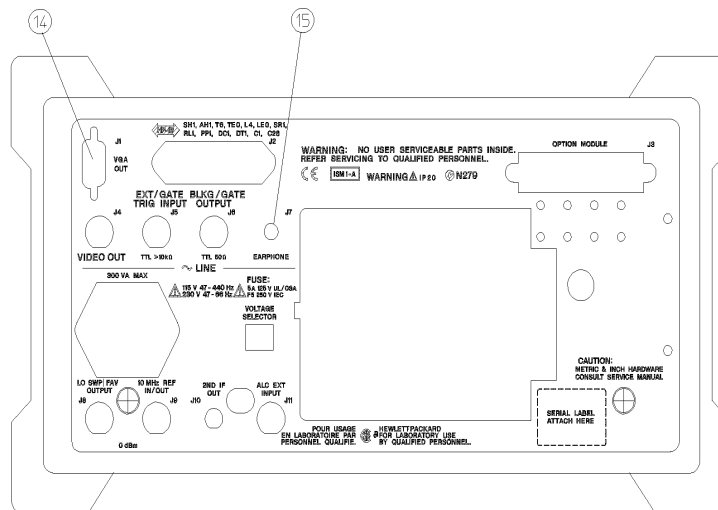 14
15
HP-IB
SH1, AH1, T6, TE0, L4, LE0, SR1,
RL1, PP1, DC1, DT1, C1, C28
J1
J2
J3
VGA
OUT
WARNING: NO USER SERVICEABLE PARTS INSIDE.
REFER SERVICING TO QUALIFIED PERSONNEL.
OPTION MODULE
CE
ISM 1-A
WARNING ! IP 20
N279
EXT/GATE BLKG/GATE
TRIG INPUT OUTPUT
J4
J5
J6
J7
VIDEO OUT
TTL >10kΩ
TTL 50Ω
EARPHONE
~ LINE
300 VA MAX
115 V 47-440 Hz
230 V 47-66 Hz
FUSE:
5A 125 V UL/CSA
F5 250 V IEC
VOLTAGE
SELECTOR
CAUTION:
METRIC & INCH HARDWARE
CONSULT SERVICE MANUAL
LO SWP|FAV
OUTPUT
10 MHz REF
IN/OUT
2ND IF
OUT
ALC EXT
INPUT
J8
J9
J10
J11
SERIAL LABEL
ATTACH HERE
0 dBm
POUR USAGE
EN LABORATOIRE PAR
PERSONNEL QUALIFIE.
HEWLETTPACKARD
FOR LABORATORY USE
BY QUALIFIED PERSONNEL.